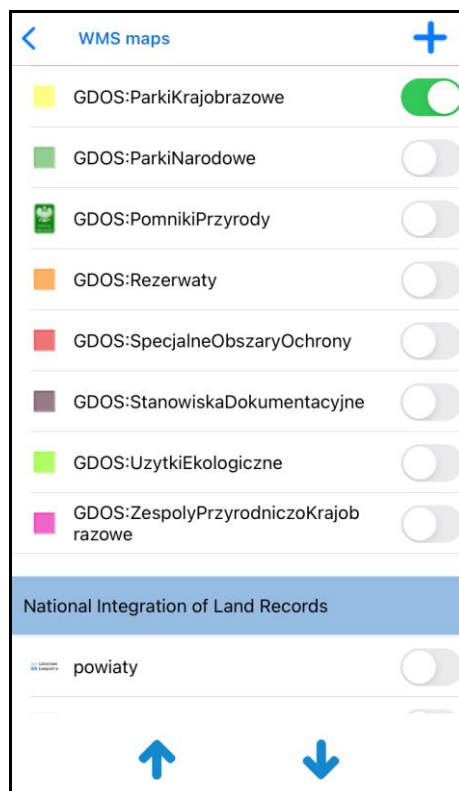 WMS maps
GDOS:ParkiKrajobrazowe
GDOS:ParkiNarodowe
GDOS:PomnikiPrzyrody
GDOS:Rezerwaty
GDOS:SpecjalneObszaryOchrony
GDOS:StanowiskaDokumentacyjne
GDOS:UzytkiEkologiczne
GDOS:ZespolyPrzyrodniczoKrajob
razowe
National Integration of Land Records
powiaty